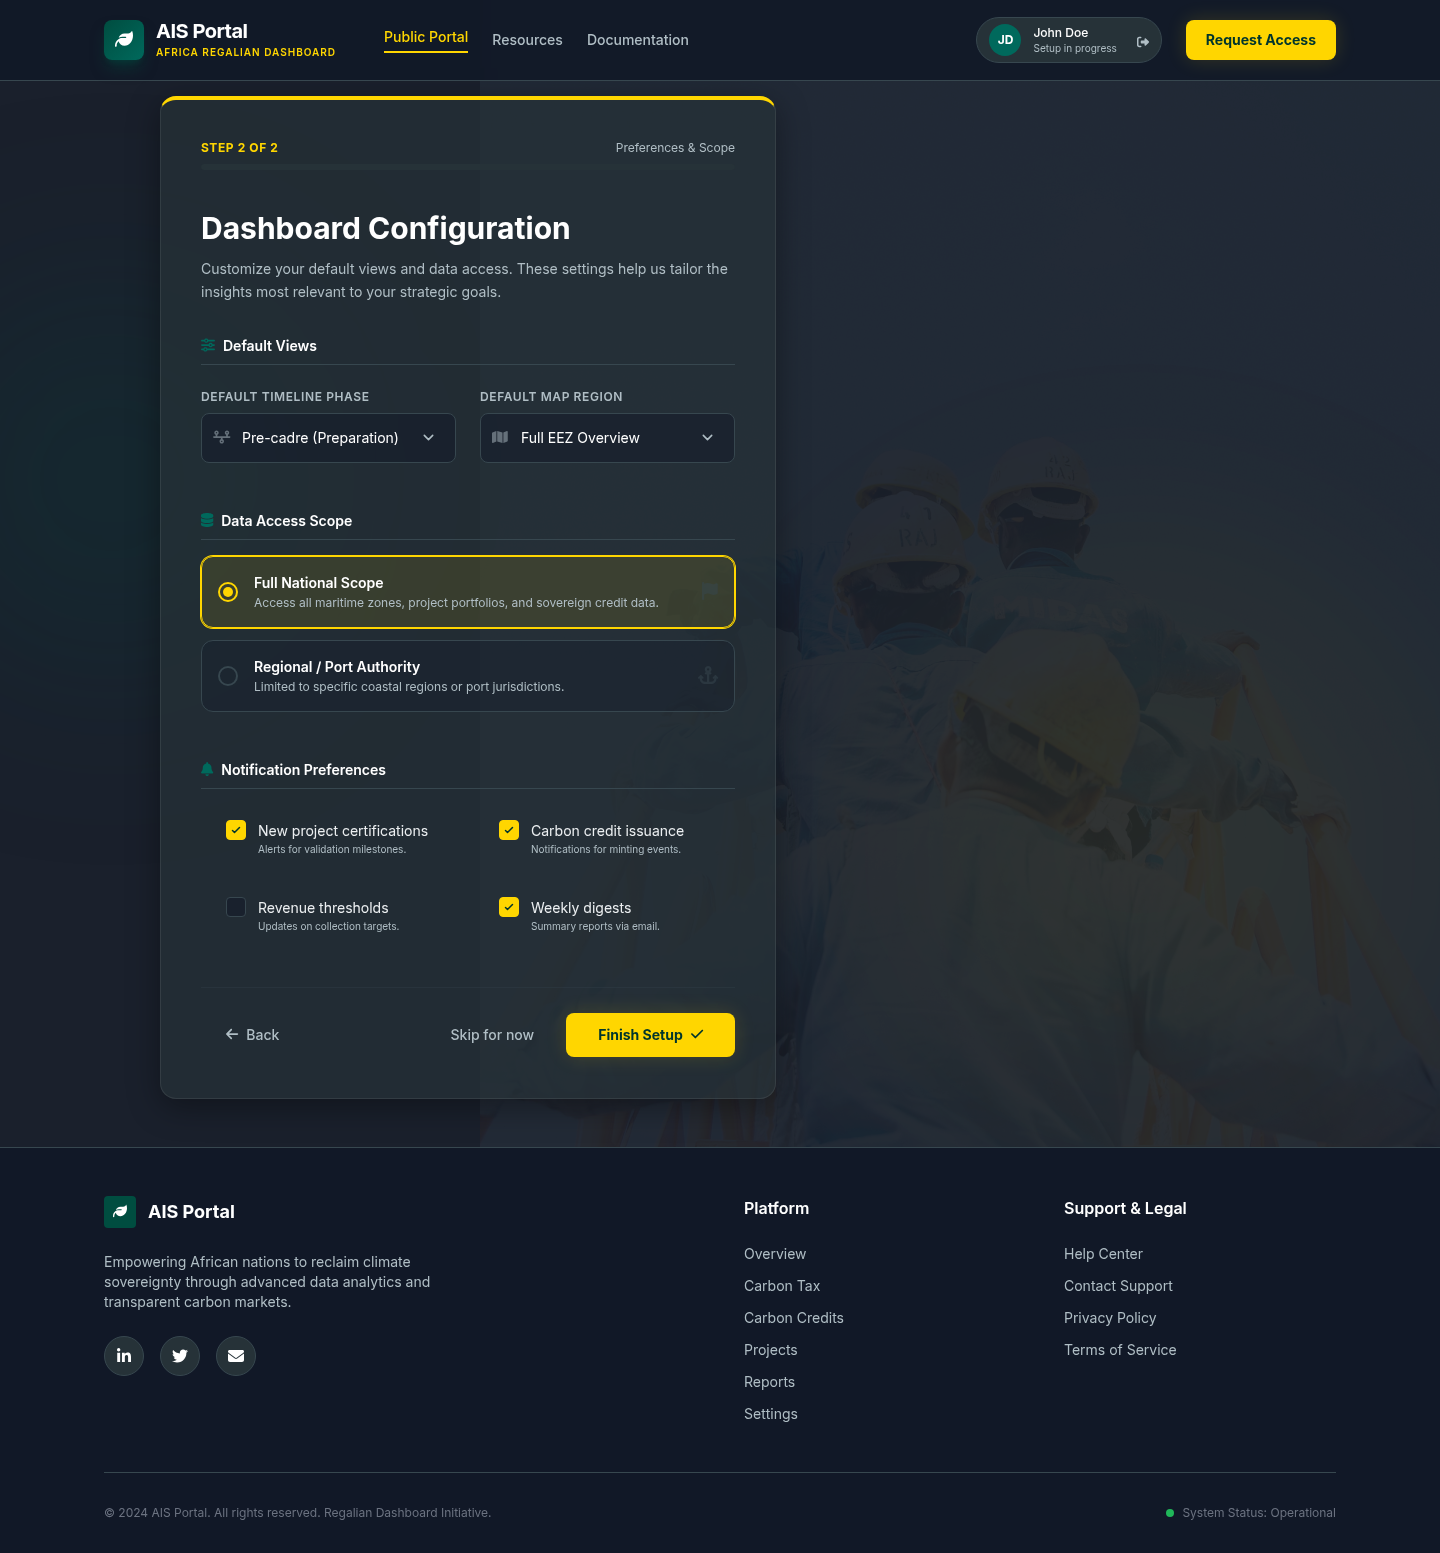 AIS Portal
AFRICA REGALIAN DASHBOARD
Public Portal
Resources
Documentation
JD
John Doe
Setup in progress
Request Access
STEP 2 OF 2
Preferences & Scope
Dashboard Configuration
Customize your default views and data access. These settings help us tailor the
insights most relevant to your strategic goals.
Default Views
DEFAULT TIMELINE PHASE
DEFAULT MAP REGION
Pre-cadre (Preparation)
Full EEZ Overview
Data Access Scope
Full National Scope
Access all maritime zones, project portfolios, and sovereign credit data.
Regional / Port Authority
Limited to specific coastal regions or port jurisdictions.
RAJ
Notification Preferences
New project certifications
Alerts for validation milestones.
Carbon credit issuance
Notifications for minting events.
Revenue thresholds
Updates on collection targets.
Weekly digests
Summary reports via email.
Back
Skip for now
Finish Setup
AIS Portal
Empowering African nations to reclaim climate
sovereignty through advanced data analytics and
transparent carbon markets.
Platform
Overview
Carbon Tax
Carbon Credits
Projects
Reports
Settings
Support & Legal
Help Center
Contact Support
Privacy Policy
Terms of Service
© 2024 AIS Portal. All rights reserved. Regalian Dashboard Initiative.
System Status: Operational